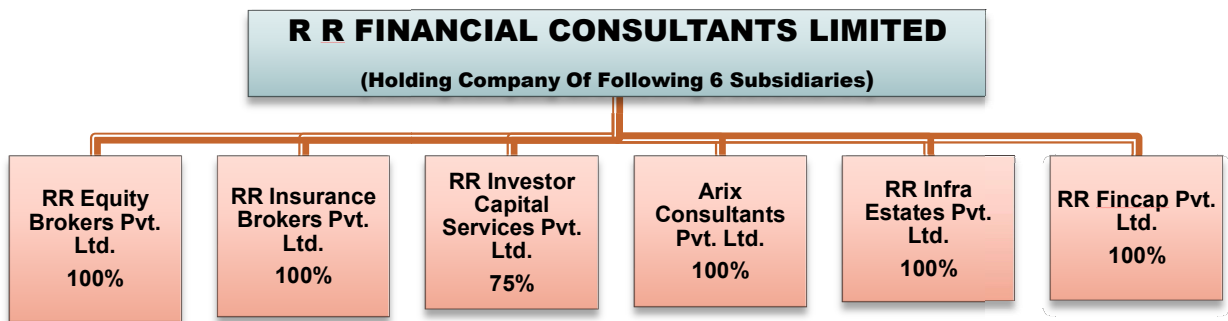 R R FINANCIAL CONSULTANTS LIMITED
(Holding Company Of Following 6 Subsidiaries)
RR Equity
Brokers Pvt.
Ltd.
100%
RR Insurance
Brokers Pvt.
Ltd.
100%
RR Investor
Capital
Services Pvt.
Ltd.
75%
Arix
Consultants
Pvt. Ltd.
100%
RR Infra
Estates Pvt.
Ltd.
100%
RR Fincap Pvt.
Ltd.
100%